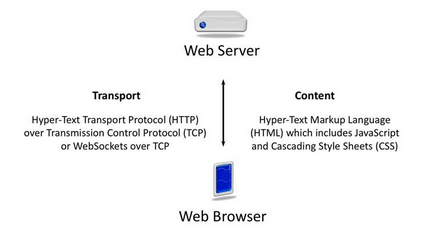 Web Server
Transport
Hyper-Text Transport Protocol (HTTP)
over Transmission Control Protocol (TCP)
or WebSockets over TCP
Content
Hyper-Text Markup Language
(HTML) which includes JavaScript
and Cascading Style Sheets (CSS)
Web Browser